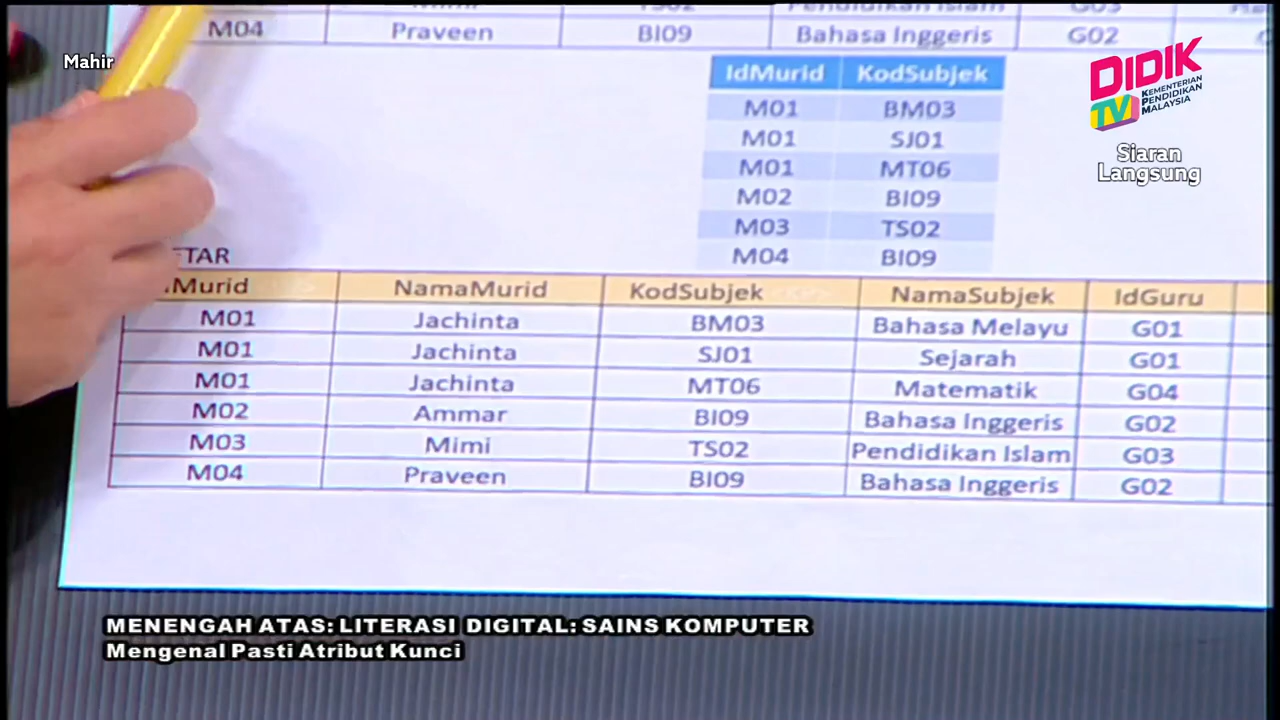 Mahir
M04 Praveen BI09 Bahasa Inggeris G02
IdMurid KodSubjek
M01 BM03
M01 SJ01
M01 MT06
M02 BI09
M03 TS02
M04 BI09
DIDIK
TV KEMENTERIAN PENDIDIKAN MALAYSIA
Siaran
Langsung
TAR
Murid NamaMurid KodSubjek NamaSubjek IdGuru
M01 Jachinta BM03 Bahasa Melayu G01
M01 Jachinta SJ01 Sejarah G01
M01 Jachinta MT06 Matematik G04
M02 Ammar BI09 Bahasa Inggeris G02
M03 Mimi TS02 Pendidikan Islam G03
M04 Praveen BI09 Bahasa Inggeris G02
MENENGAH ATAS: LITERASI DIGITAL: SAINS KOMPUTER
Mengenal Pasti Atribut Kunci